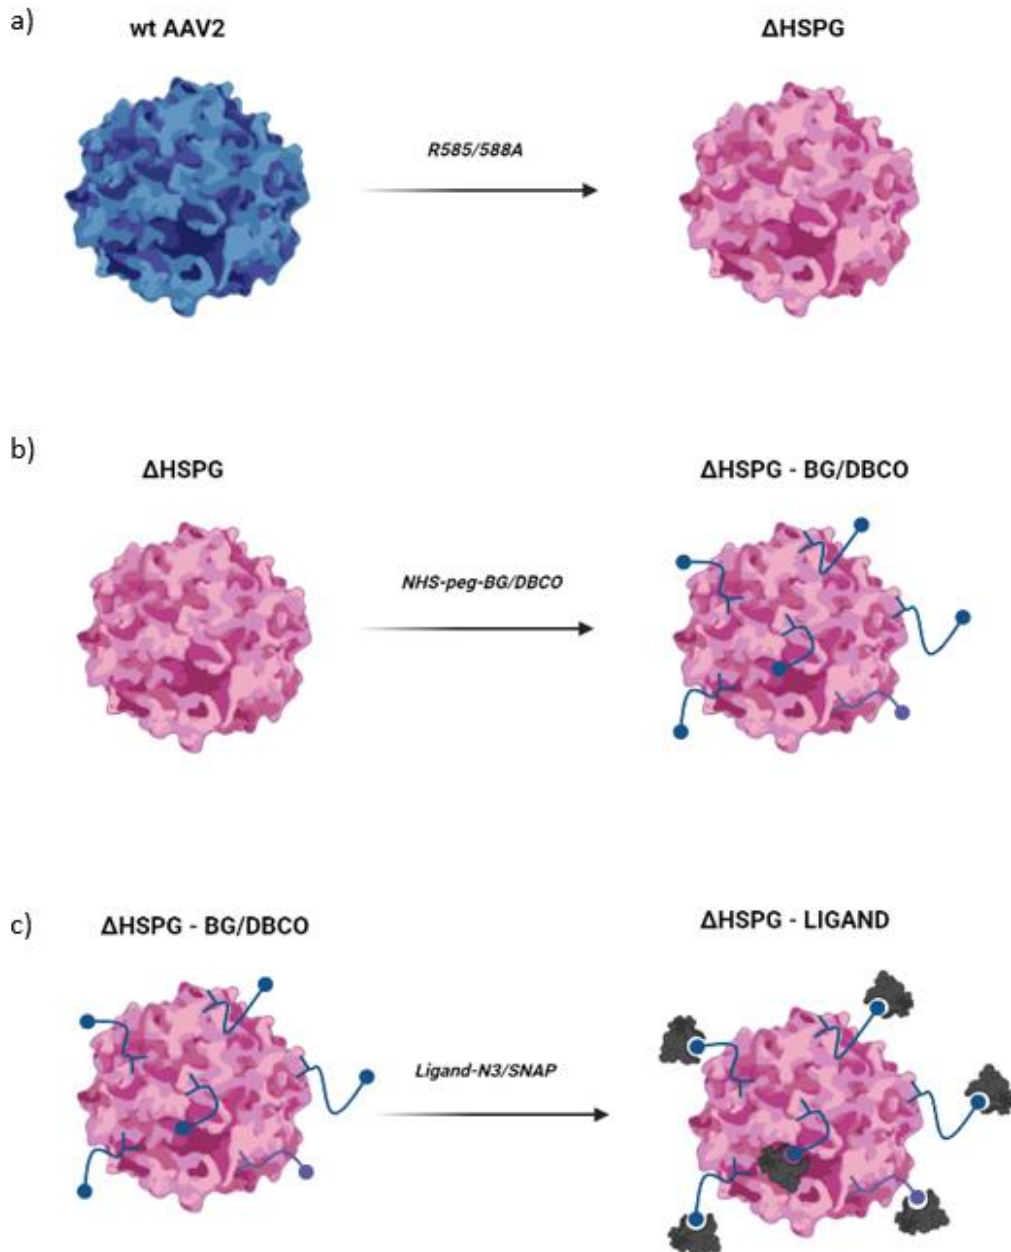 a)
wt AAV2
ΔHSPG
R585/588A
b)
ΔHSPG
ΔHSPG - BG/DBCO
NHS-peg-BG/DBCO
c)
ΔHSPG - BG/DBCO
ΔHSPG - LIGAND
Ligand-N3/SNAP